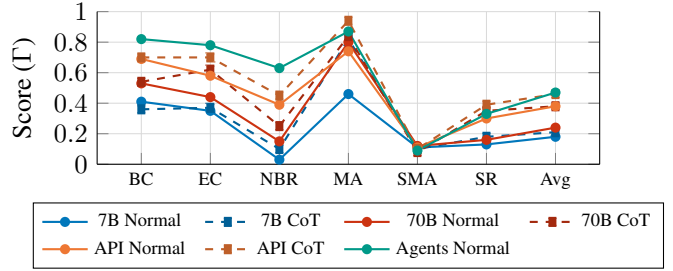 Score (Γ)
1
0.8
0.6
0.4
0.2
0
BC EC NBR MA SMA SR Avg
7B Normal 7B CoT 70B Normal 70B CoT
API Normal API CoT Agents Normal